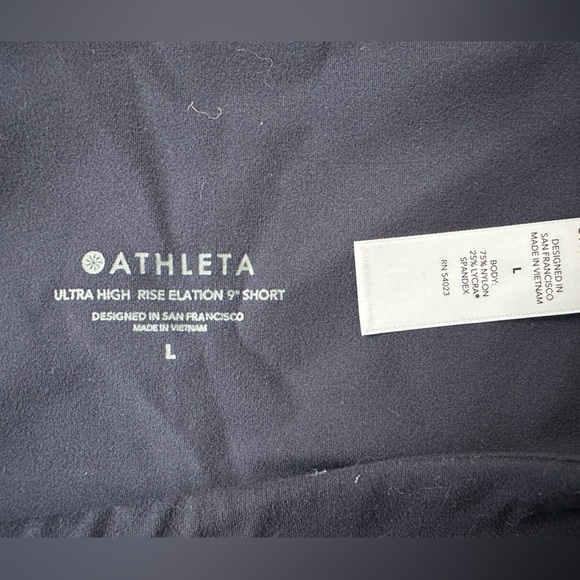 ATHLETA
ULTRA HIGH RISE ELATION 9" SHORT
DESIGNED IN SAN FRANCISCO
MADE IN VIETNAM
L
DESIGNED IN
SAN FRANCISCO
MADE IN VIETNAM
L
BODY:
75% NYLON
25% LYCRA®
SPANDEX
RN 54023